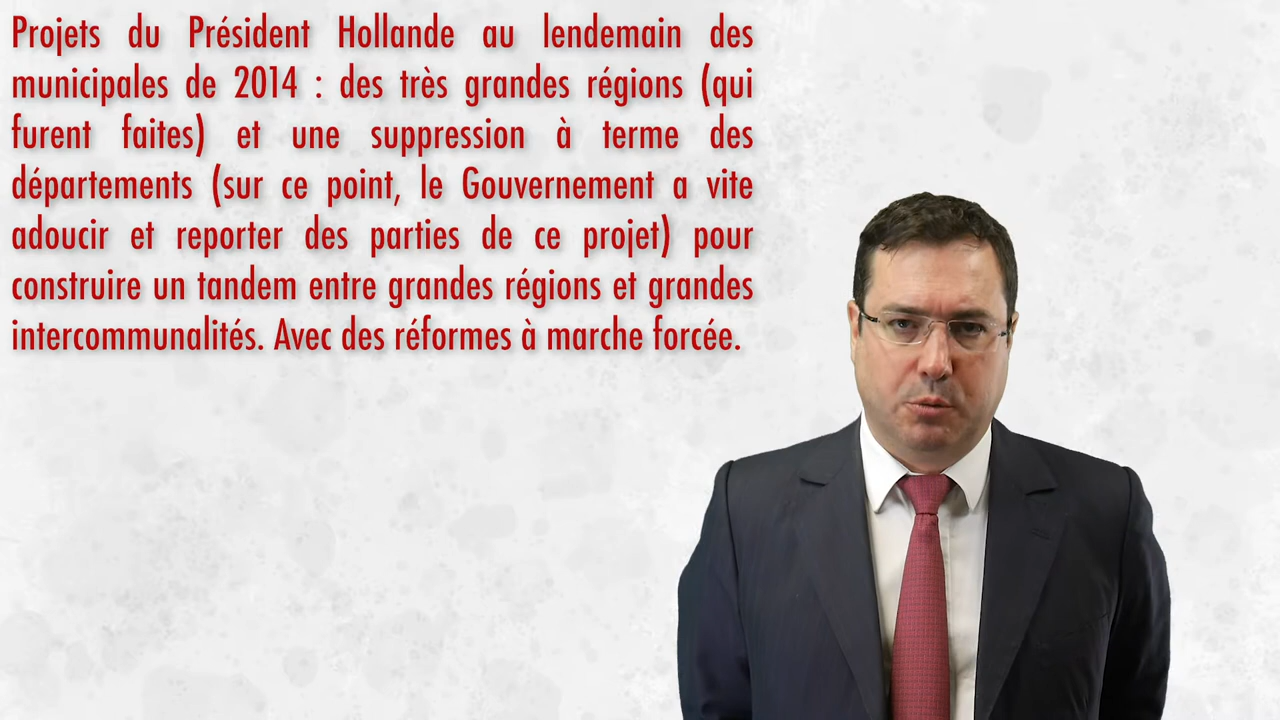 Projets du Président Hollande au lendemain des
municipales de 2014 : des très grandes régions (qui
furent faites) et une suppression à terme des
départements (sur ce point, le Gouvernement a vite
adoucir et reporter des parties de ce projet) pour
construire un tandem entre grandes régions et grandes
intercommunalités. Avec des réformes à marche forcée.